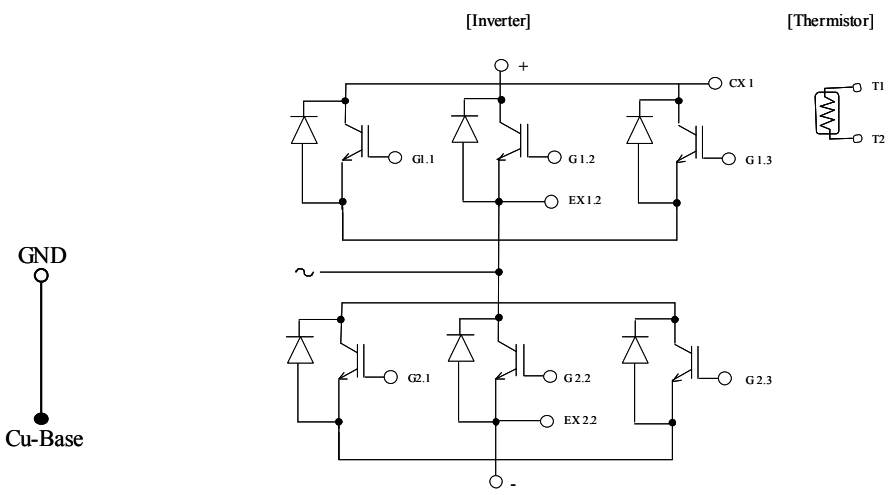 [Inverter]
[Thermistor]
+
CX 1
T1
G1.1
G 1.2
G 1.3
T2
EX 1.2
GND
~
G2.1
G 2.2
G 2.3
EX 2.2
Cu-Base
-